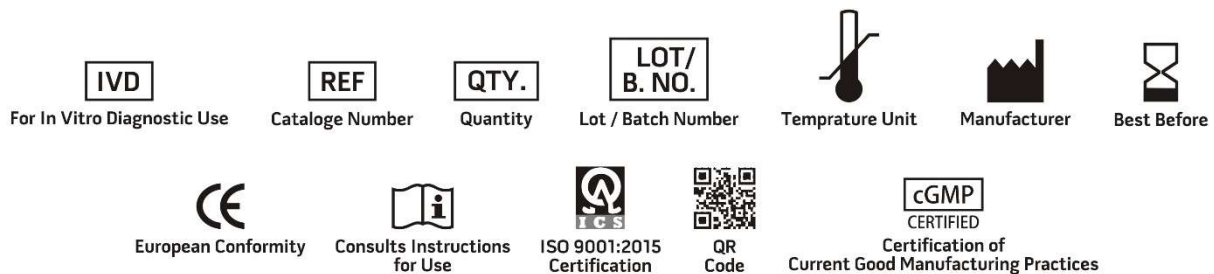 IVD
For In Vitro Diagnostic Use
REF
Cataloge Number
QTY.
Quantity
LOT/
B. NO.
Lot / Batch Number
Temprature Unit
Manufacturer
Best Before
CE
European Conformity
i
Consults Instructions
for Use
ICS
ISO 9001:2015
Certification
QR
Code
cGMP
CERTIFIED
Certification of
Current Good Manufacturing Practices